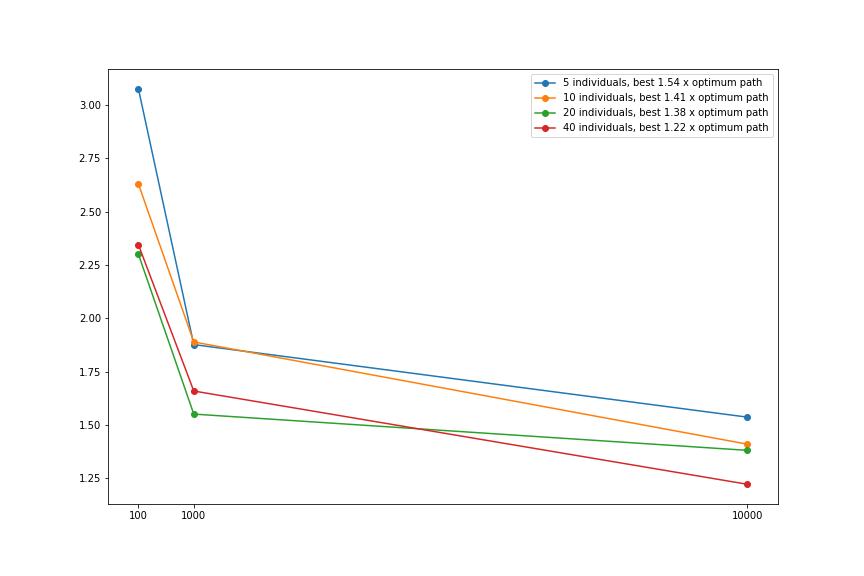 5 individuals, best 1.54 x optimum path
10 individuals, best 1.41 x optimum path
20 individuals, best 1.38 x optimum path
40 individuals, best 1.22 x optimum path
3.00
2.75
2.50
2.25
2.00
1.75
1.50
1.25
100 1000 10000